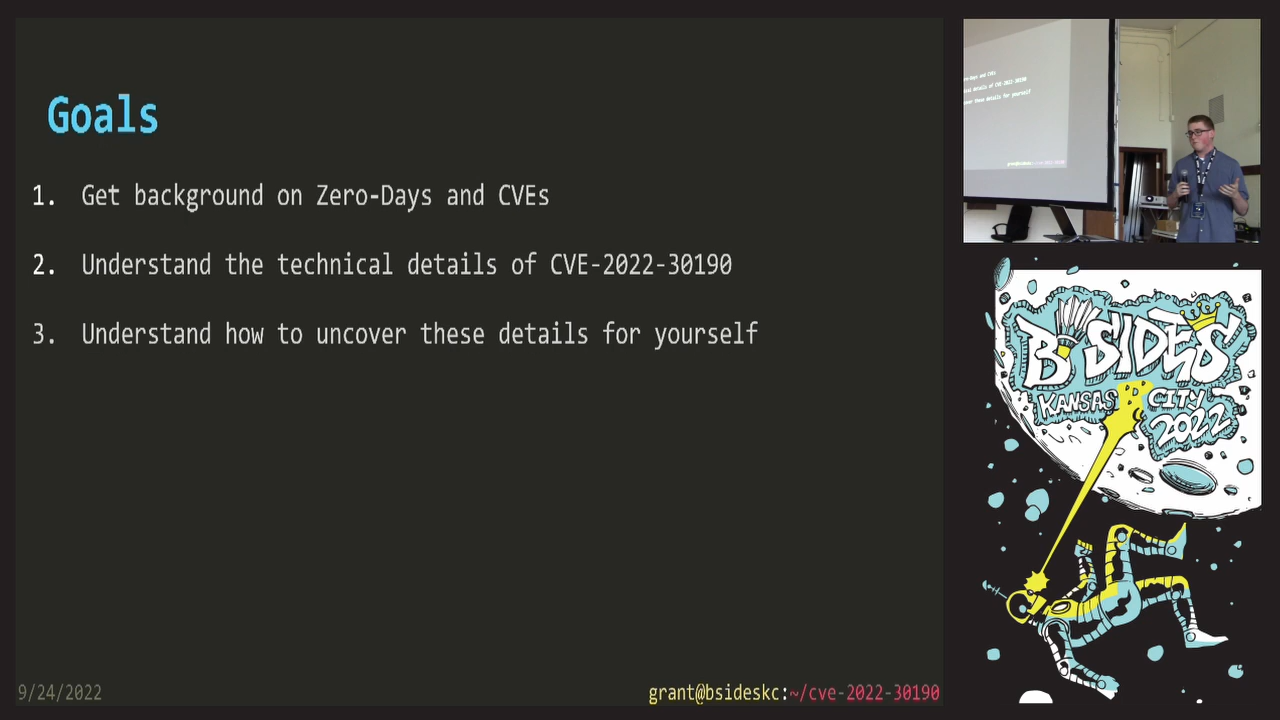 Goals
1. Get background on Zero-Days and CVEs
2. Understand the technical details of CVE-2022-30190
3. Understand how to uncover these details for yourself
9/24/2022
grant@bsideskc:~/cve-2022-30190
BSIDES
KANSAS CITY
2022